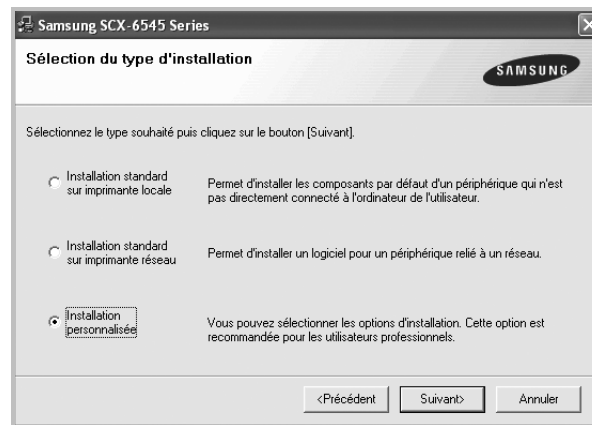 Samsung SCX-6545 Series
Sélection du type d'installation
SAMSUNG
Sélectionnez le type souhaité puis cliquez sur le bouton [Suivant].
Installation standard
sur imprimante locale
Permet d'installer les composants par défaut d'un périphérique qui n'est
pas directement connecté à l'ordinateur de l'utilisateur.
Installation standard
sur imprimante réseau
Permet d'installer un logiciel pour un périphérique relié à un réseau.
Installation
personnalisée
Vous pouvez sélectionner les options d'installation. Cette option est
recommandée pour les utilisateurs professionnels.
<Précédent
Suivant>
Annuler